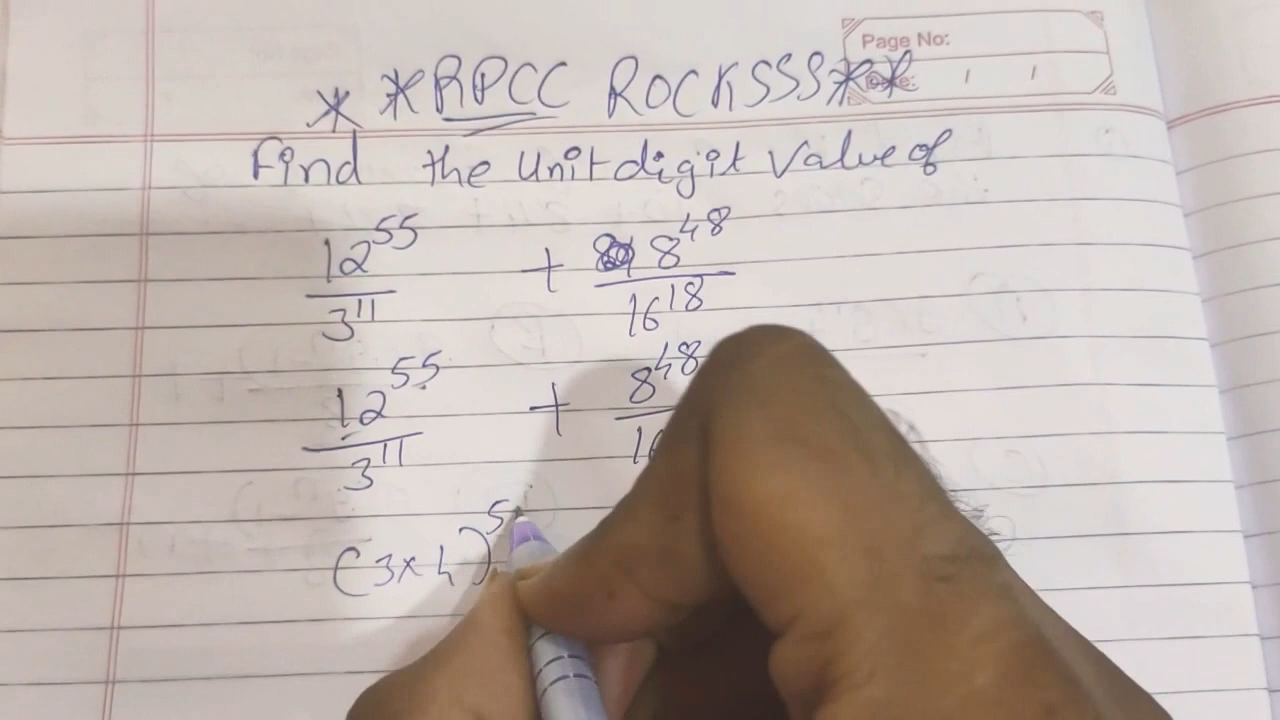 Page No:
* *RPCC ROCKSSS**
Find the Unit digit Value of
12^55 / 3^11 + 8^48 / 16^18
12^55 / 3^11 + 8^48 / 16
(3×4)^5